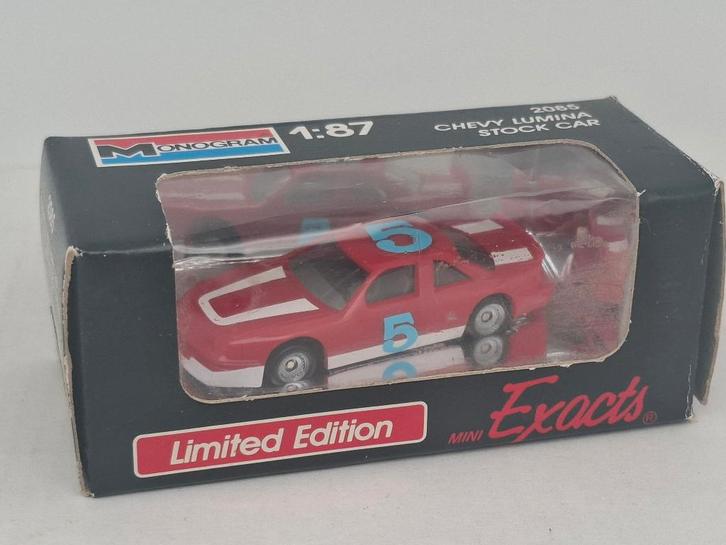 MONOGRAM
1:87
2085
CHEVY LUMINA
STOCK CAR
5
5
Limited Edition
MINI Exacts®